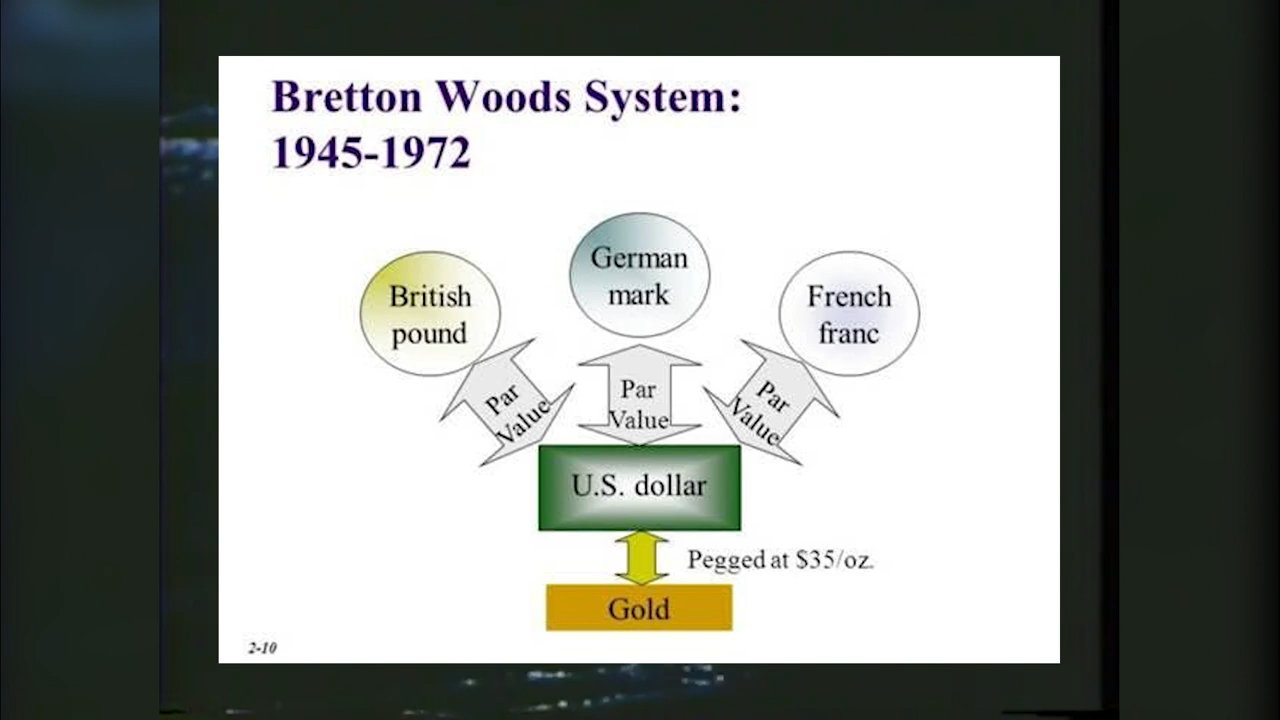 Bretton Woods System:
1945-1972
German
mark
British
pound
French
franc
Par
Value
Par
Value
Par
Value
U.S. dollar
Pegged at $35/oz.
Gold
2-10